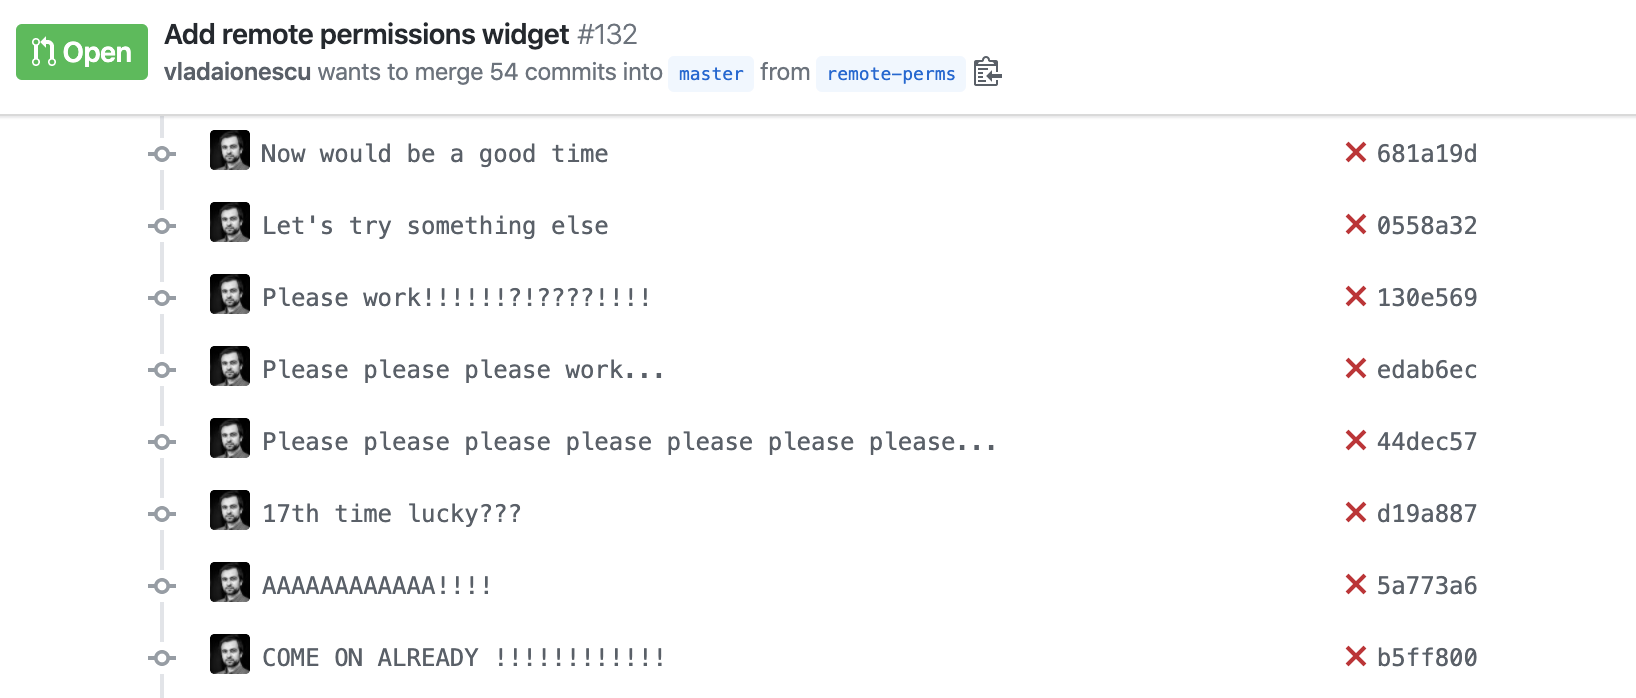 Open
Add remote permissions widget #132
vladaionescu wants to merge 54 commits into master from remote-perms
Now would be a good time 681a19d
Let's try something else 0558a32
Please work!!!!!!?!????!!!! 130e569
Please please please work... edab6ec
Please please please please please please please... 44dec57
17th time lucky??? d19a887
AAAAAAAAAAAA!!!! 5a773a6
COME ON ALREADY !!!!!!!!!!!! b5ff800